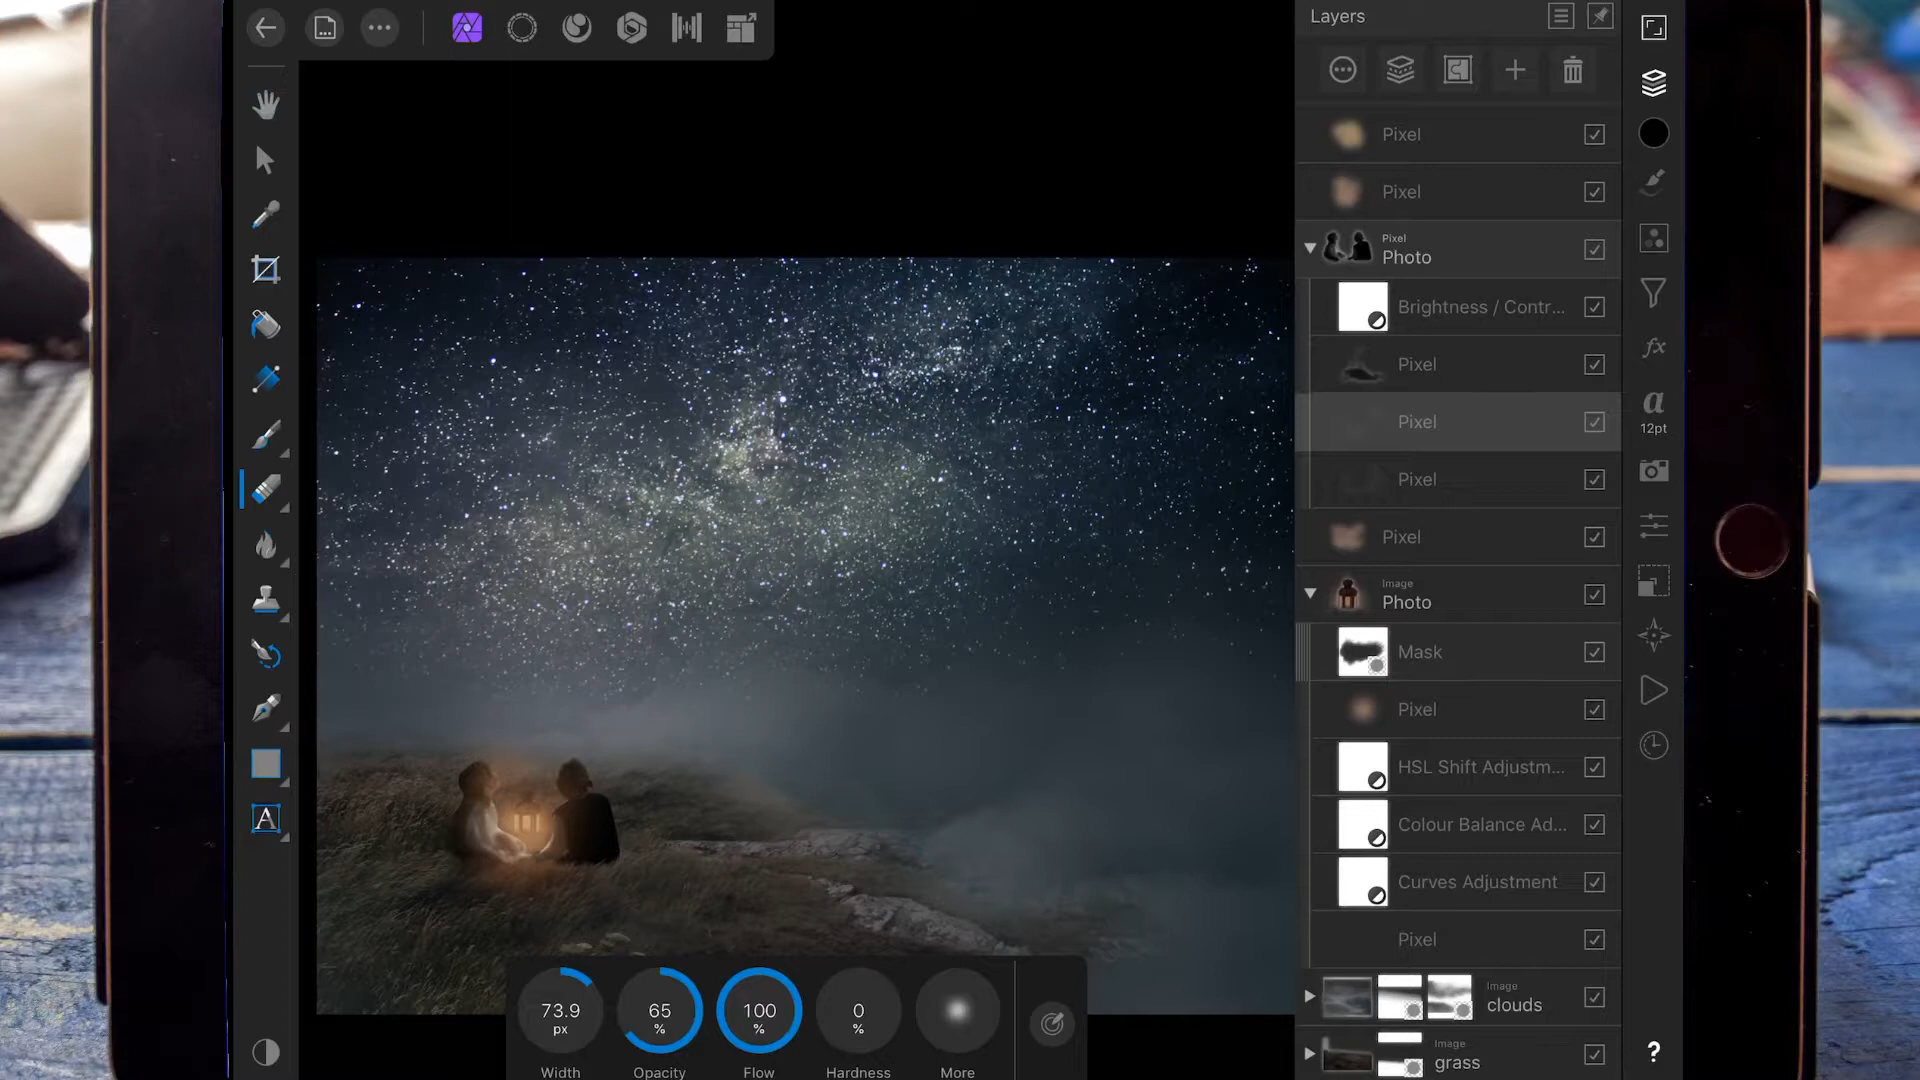 Layers
Pixel
Pixel
Pixel
Photo
Brightness / Contr...
Pixel
Pixel
Pixel
Pixel
Image
Photo
Mask
Pixel
HSL Shift Adjustm...
Colour Balance Ad...
Curves Adjustment
Pixel
Image
clouds
Image
grass
a
12pt
fx
?
A
73.9
px
Width
65
%
Opacity
100
%
Flow
0
%
Hardness
More